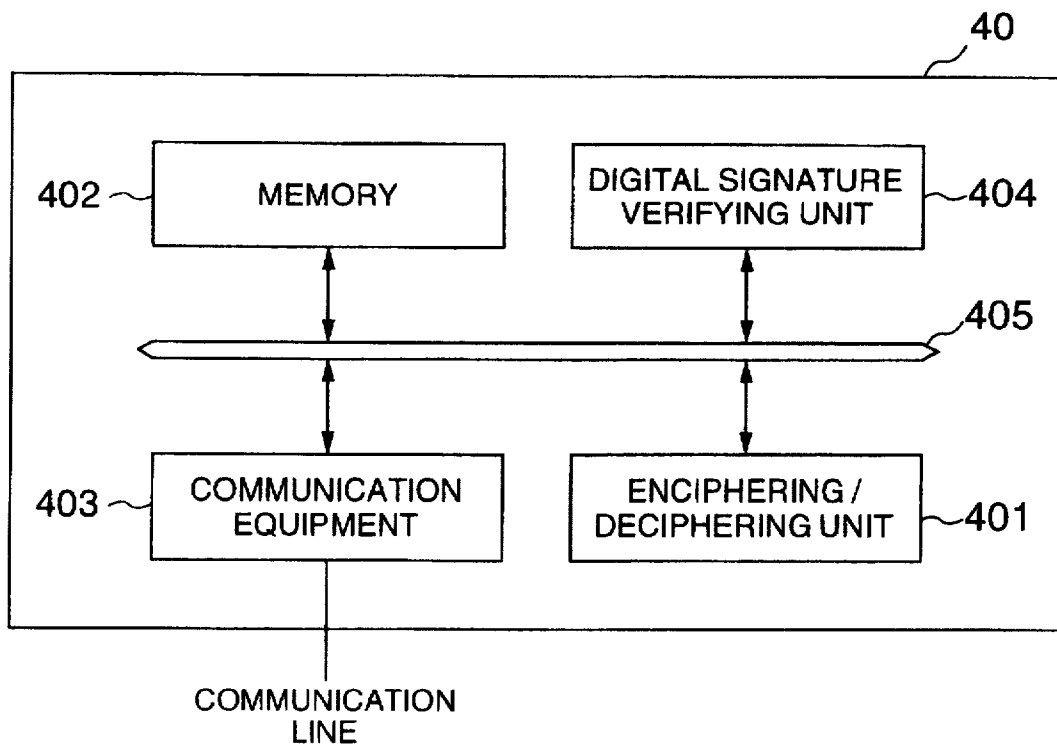 40
402
MEMORY
DIGITAL SIGNATURE
VERIFYING UNIT
404
405
403
COMMUNICATION
EQUIPMENT
ENCIPHERING /
DECIPHERING UNIT
401
COMMUNICATION
LINE